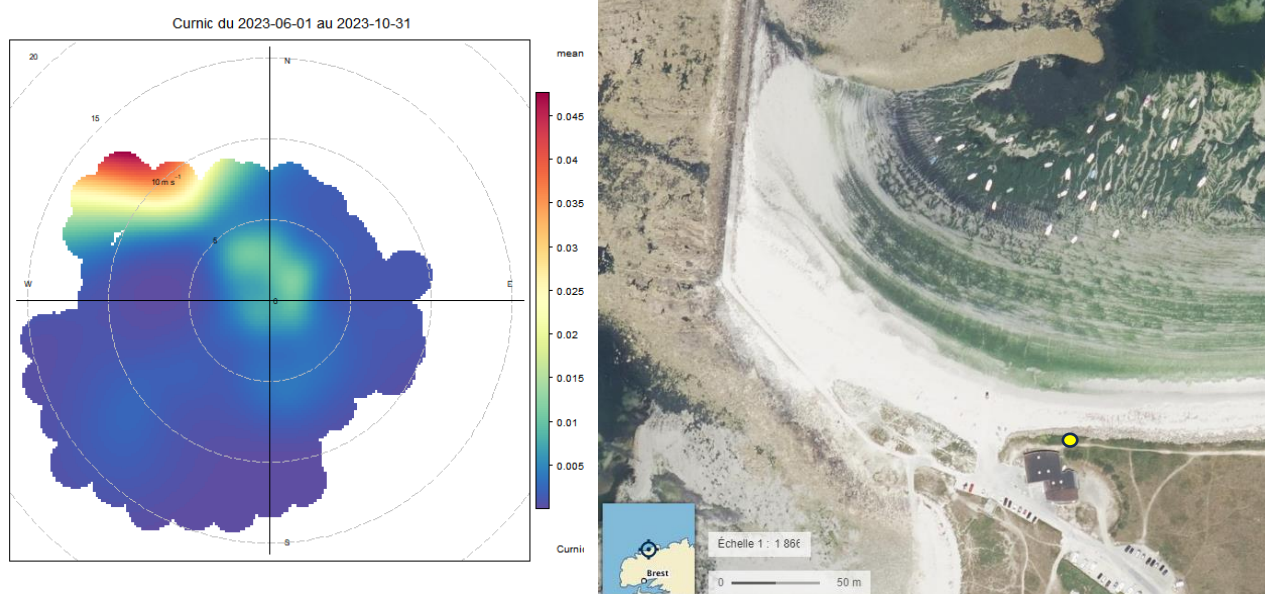 Curnic du 2023-06-01 au 2023-10-31
mean
20
N
15
0.045
0.04
10 m s⁻¹
0.035
0.03
5
W
E
0
0.025
0.02
0.015
0.01
0.005
S
Curnic
Brest
Échelle 1 : 1 866
0
50 m